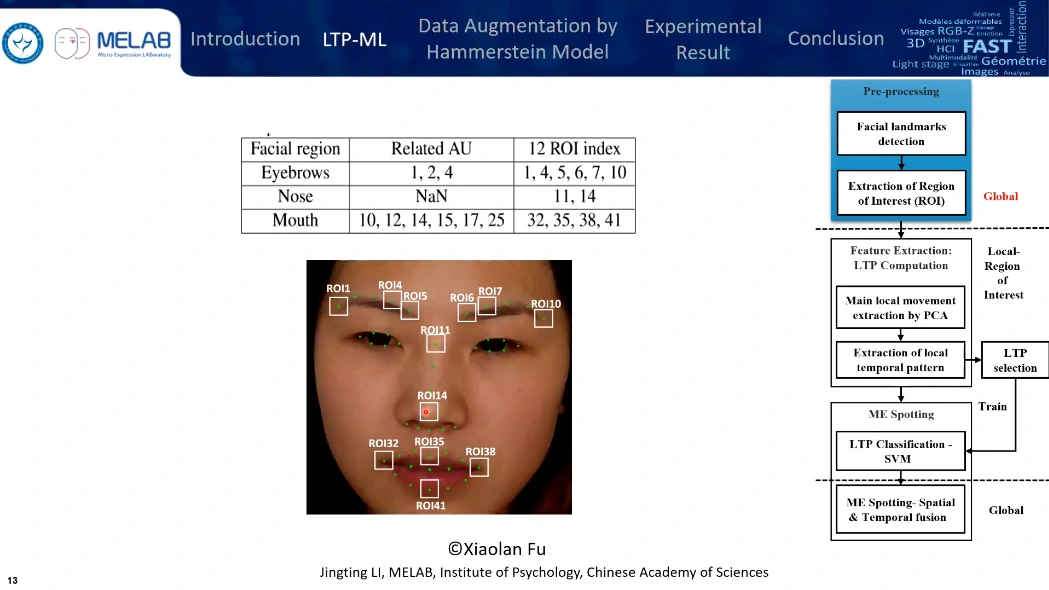 MELAB
Micro-Expression LABoratory
Introduction
LTP-ML
Data Augmentation by
Hammerstein Model
Experimental
Result
Conclusion
Réalisme
Modèles déformables
Visages RGB-Z
Emotion
3D
Synthèse
HCI
FAST
Expression
Interaction
Multimodalité
Light stage
Géométrie
Images
Analyse
Facial region
Related AU
12 ROI index
Eyebrows
1, 2, 4
1, 4, 5, 6, 7, 10
Nose
NaN
11, 14
Mouth
10, 12, 14, 15, 17, 25
32, 35, 38, 41
ROI1
ROI4
ROI5
ROI6
ROI7
ROI10
ROI11
ROI14
ROI32
ROI35
ROI38
ROI41
©Xiaolan Fu
Jingting LI, MELAB, Institute of Psychology, Chinese Academy of Sciences
13
Pre-processing
Facial landmarks
detection
Extraction of Region
of Interest (ROI)
Global
Feature Extraction:
LTP Computation
Local-
Region
of
Interest
Main local movement
extraction by PCA
Extraction of local
temporal pattern
LTP
selection
ME Spotting
Train
LTP Classification -
SVM
ME Spotting- Spatial
& Temporal fusion
Global